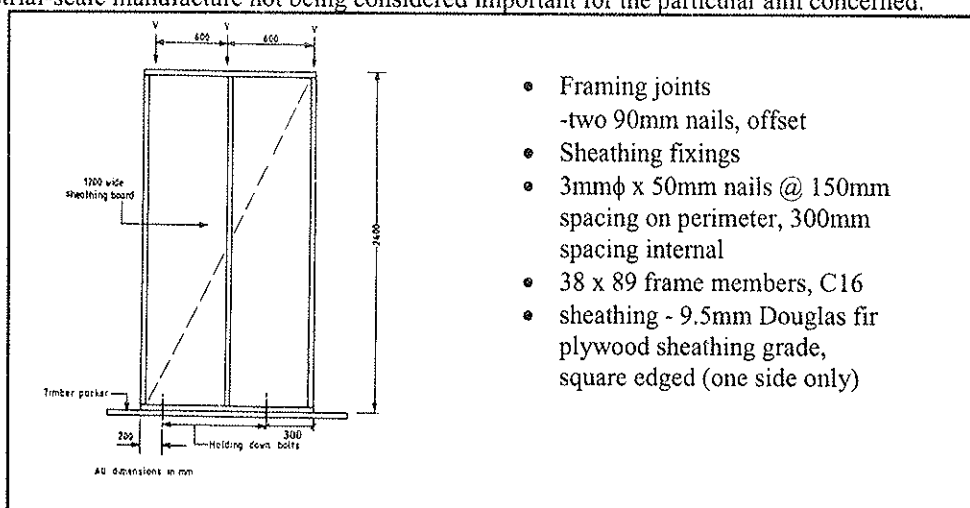 strial scale manufacture not being considered important for the particular aim concerned.
V V V
600 600
1200 wide
sheathing board
2400
Timber packer
200
300
Holding down bolts
All dimensions in mm
• Framing joints
-two 90mm nails, offset
• Sheathing fixings
• 3mmϕ x 50mm nails @ 150mm
spacing on perimeter, 300mm
spacing internal
• 38 x 89 frame members, C16
• sheathing - 9.5mm Douglas fir
plywood sheathing grade,
square edged (one side only)